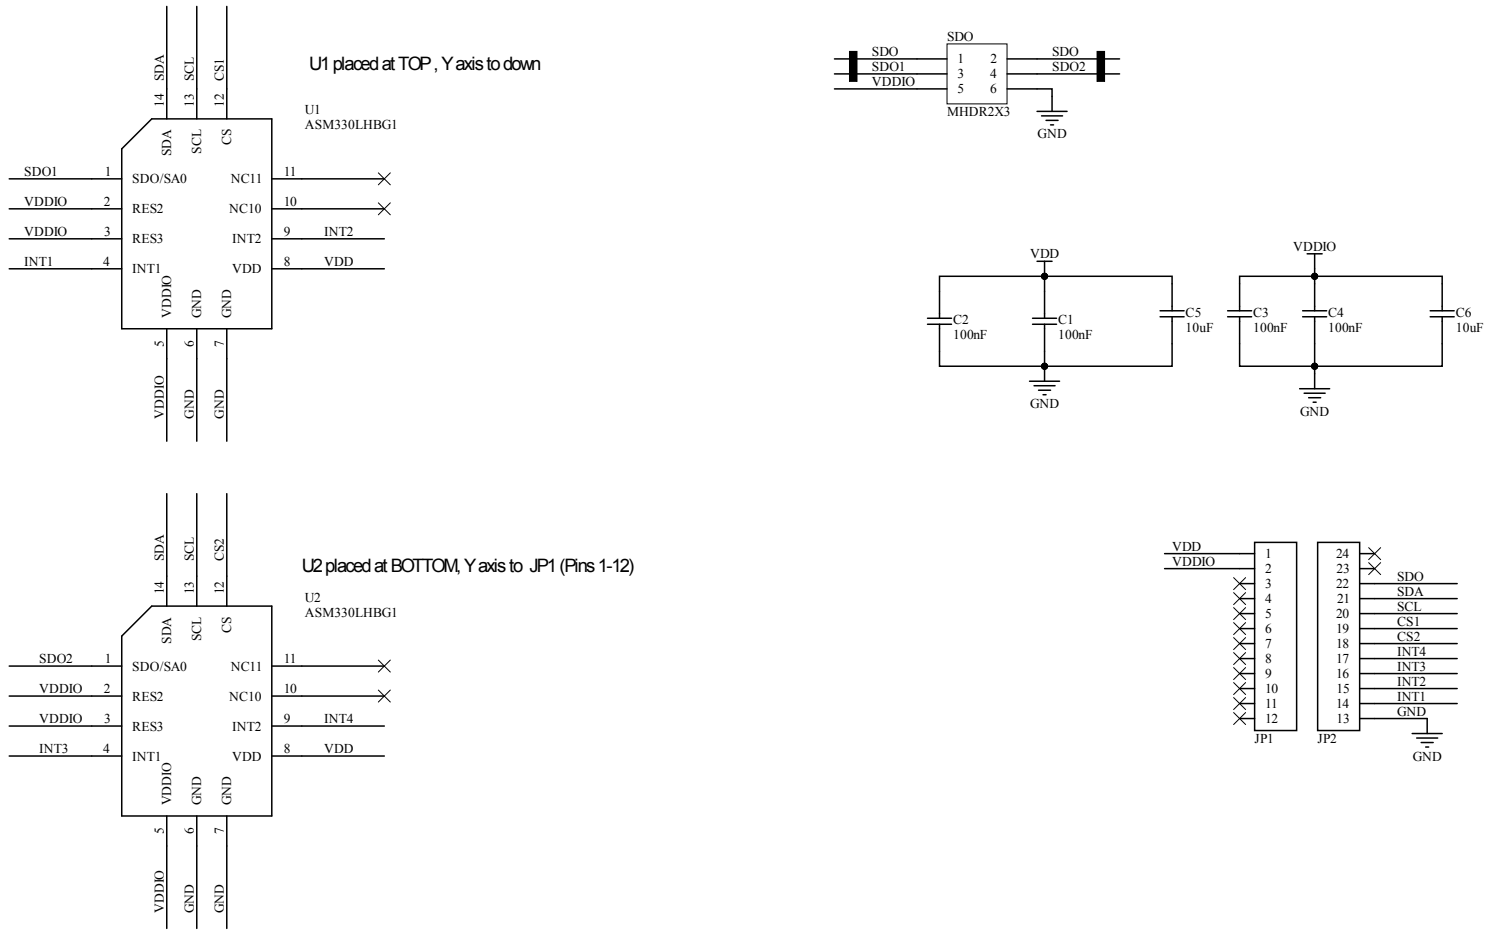 SDA
SCL
CS1
14
13
12
U1 placed at TOP , Y axis to down
U1
ASM330LHBG1
SDA
SCL
CS
SDO1 1 SDO/SA0 NC11 11
VDDIO 2 RES2 NC10 10
VDDIO 3 RES3 INT2 9 INT2
INT1 4 INT1 VDD 8 VDD
VDDIO
GND
GND
5
6
7
VDDIO
GND
GND
SDO
SDO 1 2 SDO
SDO1 3 4 SDO2
VDDIO 5 6
MHDR2X3
GND
VDD
C2
100nF
C1
100nF
C5
10uF
GND
VDDIO
C3
100nF
C4
100nF
C6
10uF
GND
SDA
SCL
CS2
14
13
12
U2 placed at BOTTOM, Y axis to JP1 (Pins 1-12)
U2
ASM330LHBG1
SDA
SCL
CS
SDO2 1 SDO/SA0 NC11 11
VDDIO 2 RES2 NC10 10
VDDIO 3 RES3 INT2 9 INT4
INT3 4 INT1 VDD 8 VDD
VDDIO
GND
GND
5
6
7
VDDIO
GND
GND
VDD 1
VDDIO 2
3
4
5
6
7
8
9
10
11
12
JP1
24
23
22 SDO
21 SDA
20 SCL
19 CS1
18 CS2
17 INT4
16 INT3
15 INT2
14 INT1
13 GND
JP2
GND